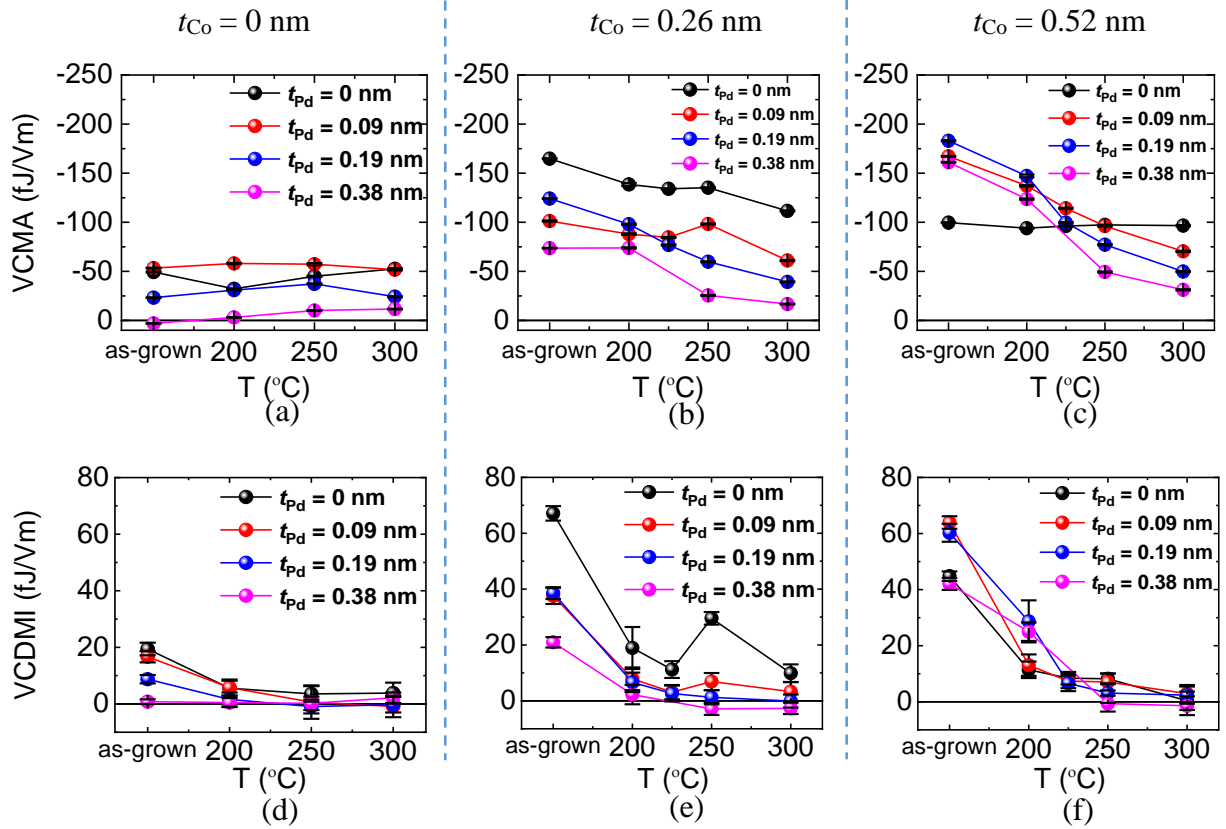 tCo = 0 nm
tCo = 0.26 nm
tCo = 0.52 nm
VCMA (fJ/Vm)
-250
-200
-150
-100
-50
0
tPd = 0 nm
tPd = 0.09 nm
tPd = 0.19 nm
tPd = 0.38 nm
as-grown 200 250 300
T (°C)
(a)
-250
-200
-150
-100
-50
0
tPd = 0 nm
tPd = 0.09 nm
tPd = 0.19 nm
tPd = 0.38 nm
as-grown 200 250 300
T (°C)
(b)
-250
-200
-150
-100
-50
0
tPd = 0 nm
tPd = 0.09 nm
tPd = 0.19 nm
tPd = 0.38 nm
as-grown 200 250 300
T (°C)
(c)
VCDMI (fJ/Vm)
80
60
40
20
0
tPd = 0 nm
tPd = 0.09 nm
tPd = 0.19 nm
tPd = 0.38 nm
as-grown 200 250 300
T (°C)
(d)
80
60
40
20
0
tPd = 0 nm
tPd = 0.09 nm
tPd = 0.19 nm
tPd = 0.38 nm
as-grown 200 250 300
T (°C)
(e)
80
60
40
20
0
tPd = 0 nm
tPd = 0.09 nm
tPd = 0.19 nm
tPd = 0.38 nm
as-grown 200 250 300
T (°C)
(f)